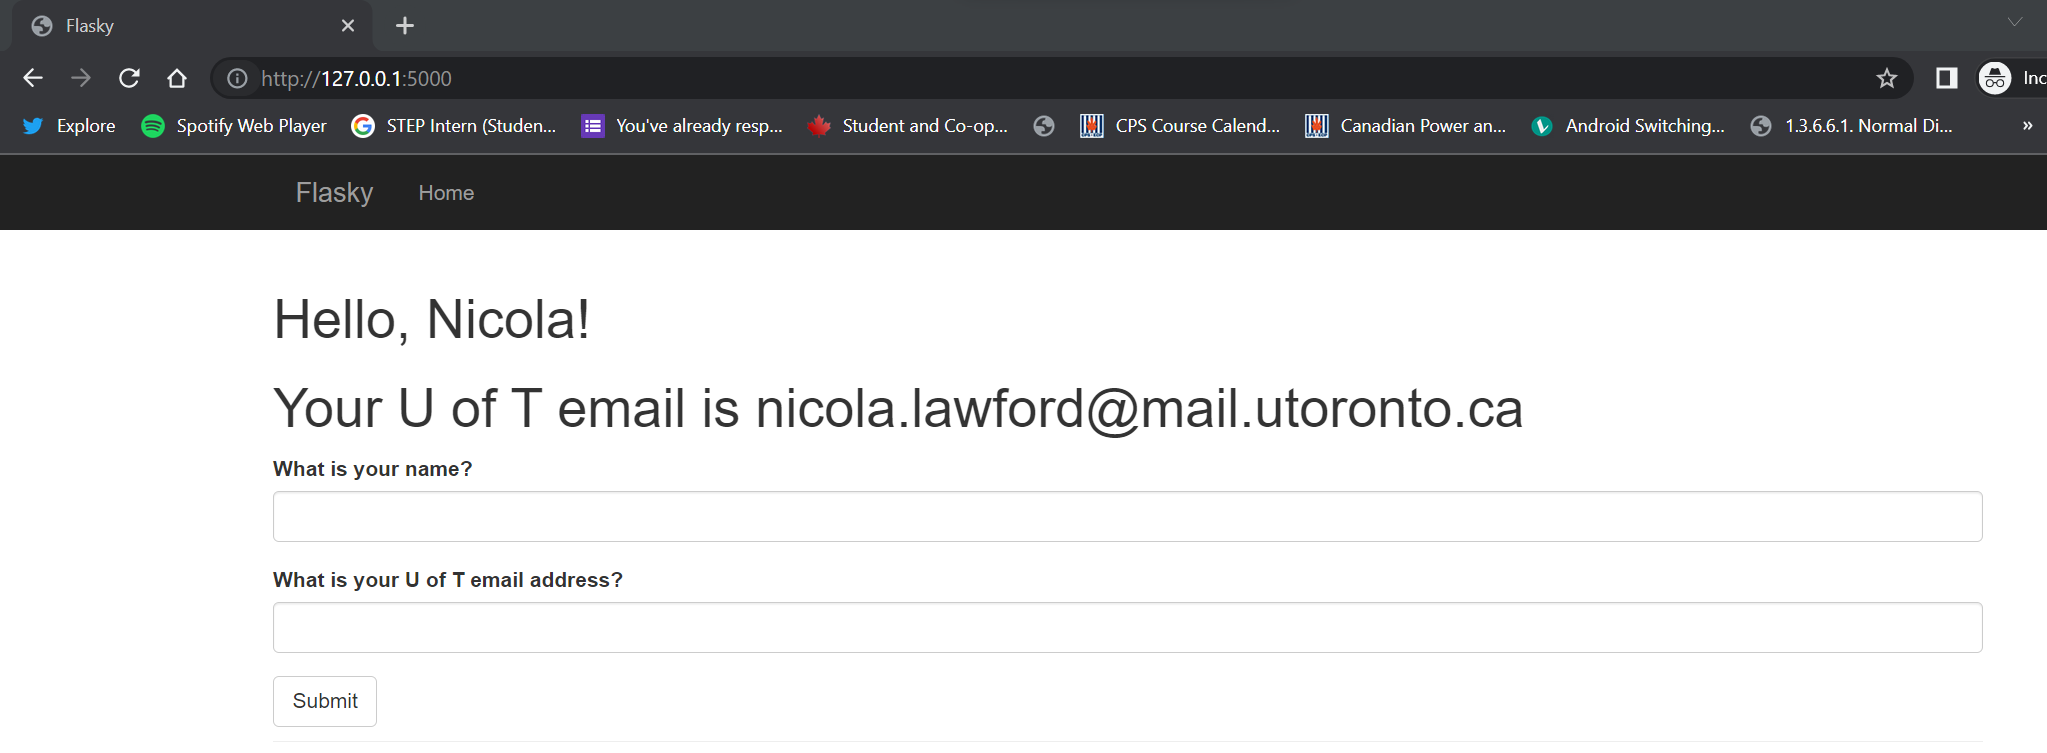 Flasky
http://127.0.0.1:5000
Inc
Explore Spotify Web Player STEP Intern (Studen... You've already resp... Student and Co-op... CPS Course Calend... Canadian Power an... Android Switching... 1.3.6.6.1. Normal Di... »
Flasky Home
Hello, Nicola!
Your U of T email is nicola.lawford@mail.utoronto.ca
What is your name?
What is your U of T email address?
Submit